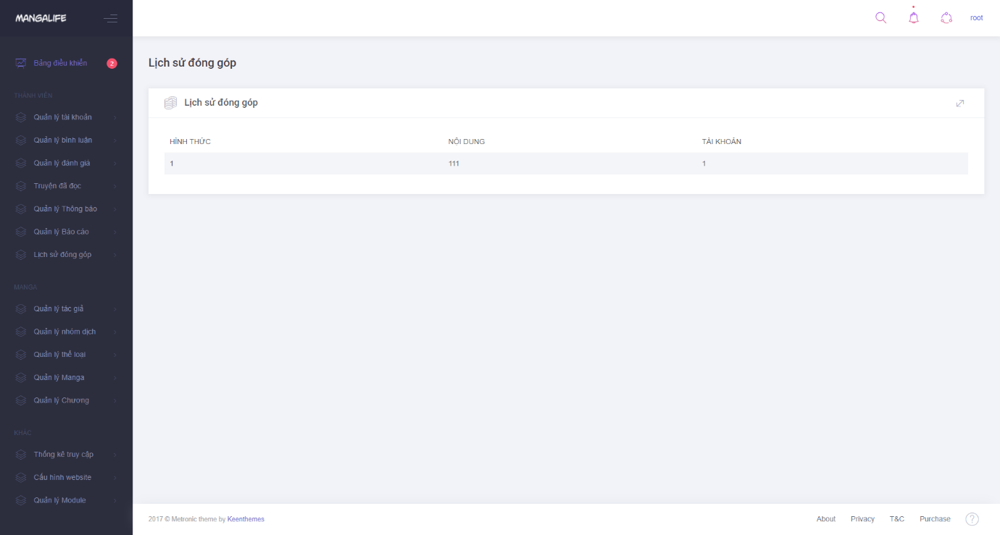 MANGALIFE
root
Bảng điều khiển 2
THÀNH VIÊN
Quản lý tài khoản
Quản lý bình luận
Quản lý đánh giá
Truyện đã đọc
Quản lý Thông báo
Quản lý Báo cáo
Lịch sử đóng góp
MANGA
Quản lý tác giả
Quản lý nhóm dịch
Quản lý thể loại
Quản lý Manga
Quản lý Chương
KHÁC
Thống kê truy cập
Cấu hình website
Quản lý Module
Lịch sử đóng góp
Lịch sử đóng góp
HÌNH THỨC NỘI DUNG TÀI KHOẢN
1 111 1
2017 © Metronic theme by Keenthemes
About Privacy T&C Purchase